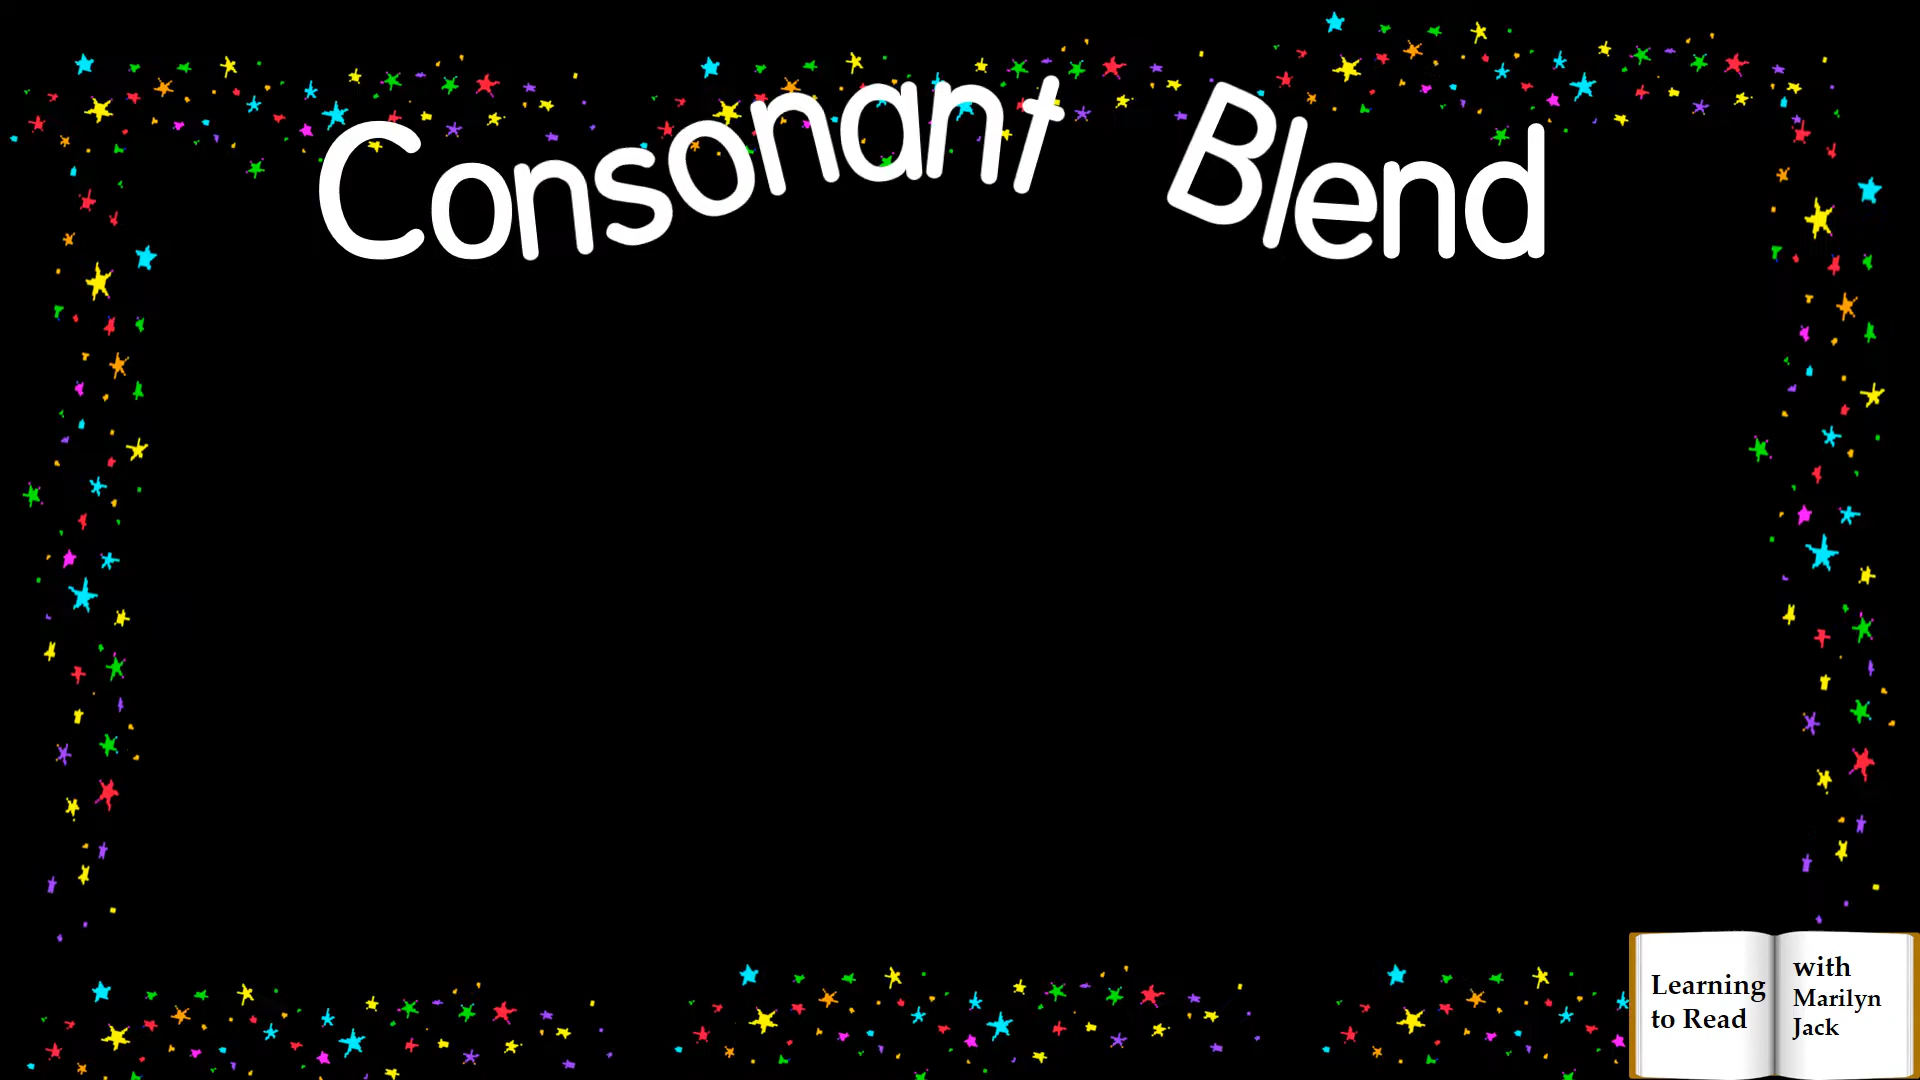 Consonant Blend
Learning
to Read
with
Marilyn
Jack